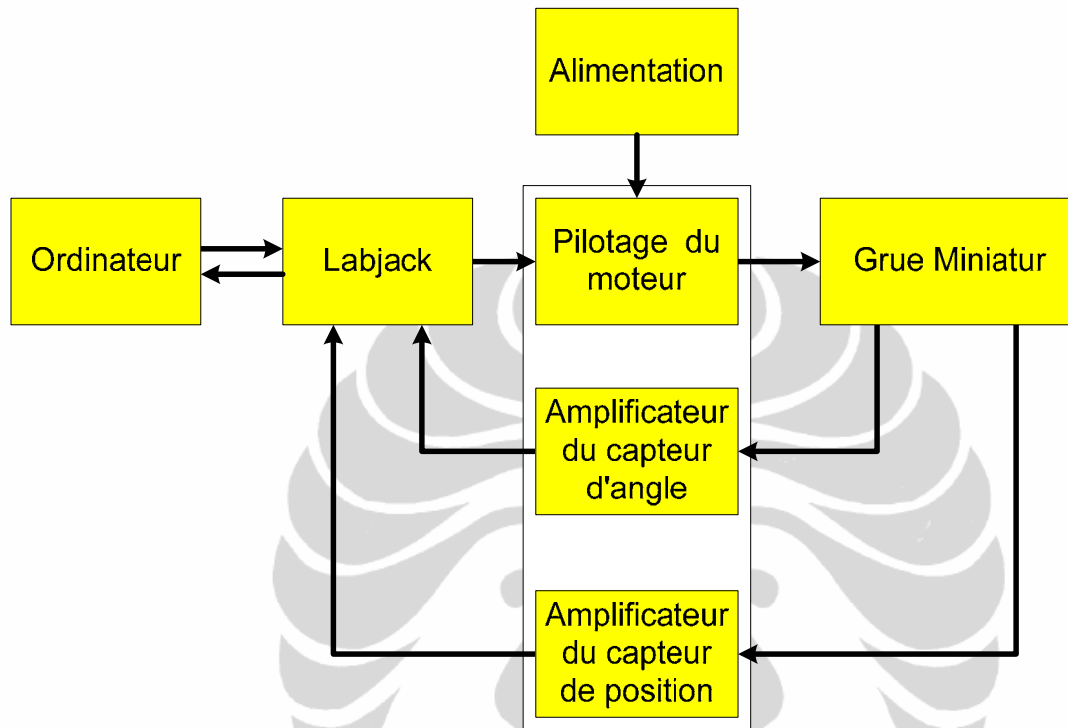 Alimentation
Ordinateur
Labjack
Pilotage du
moteur
Grue Miniatur
Amplificateur
du capteur
d'angle
Amplificateur
du capteur
de position